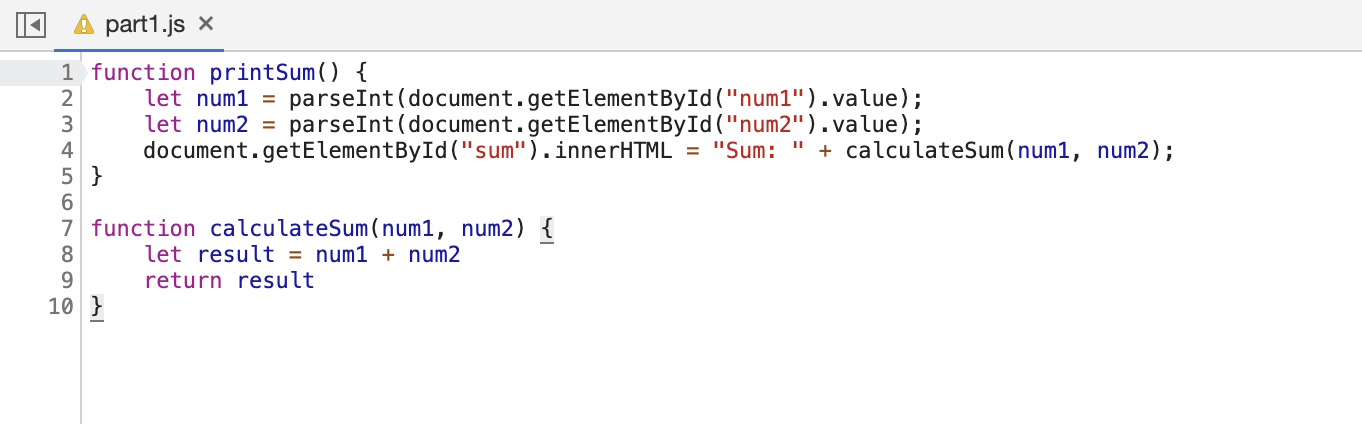 part1.js ×
1 function printSum() {
2     let num1 = parseInt(document.getElementById("num1").value);
3     let num2 = parseInt(document.getElementById("num2").value);
4     document.getElementById("sum").innerHTML = "Sum: " + calculateSum(num1, num2);
5 }
6
7 function calculateSum(num1, num2) {
8     let result = num1 + num2
9     return result
10 }